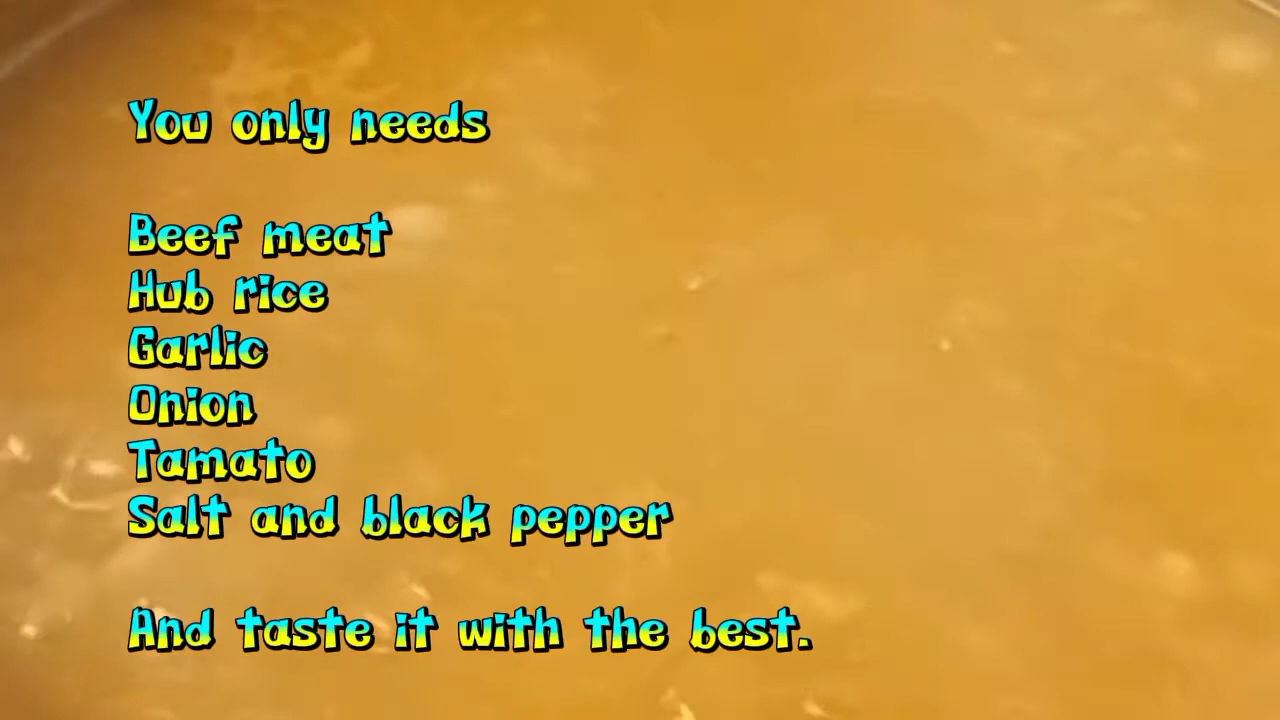 You only needs
Beef meat
Hub rice
Garlic
Onion
Tamato
Salt and black pepper
And taste it with the best.